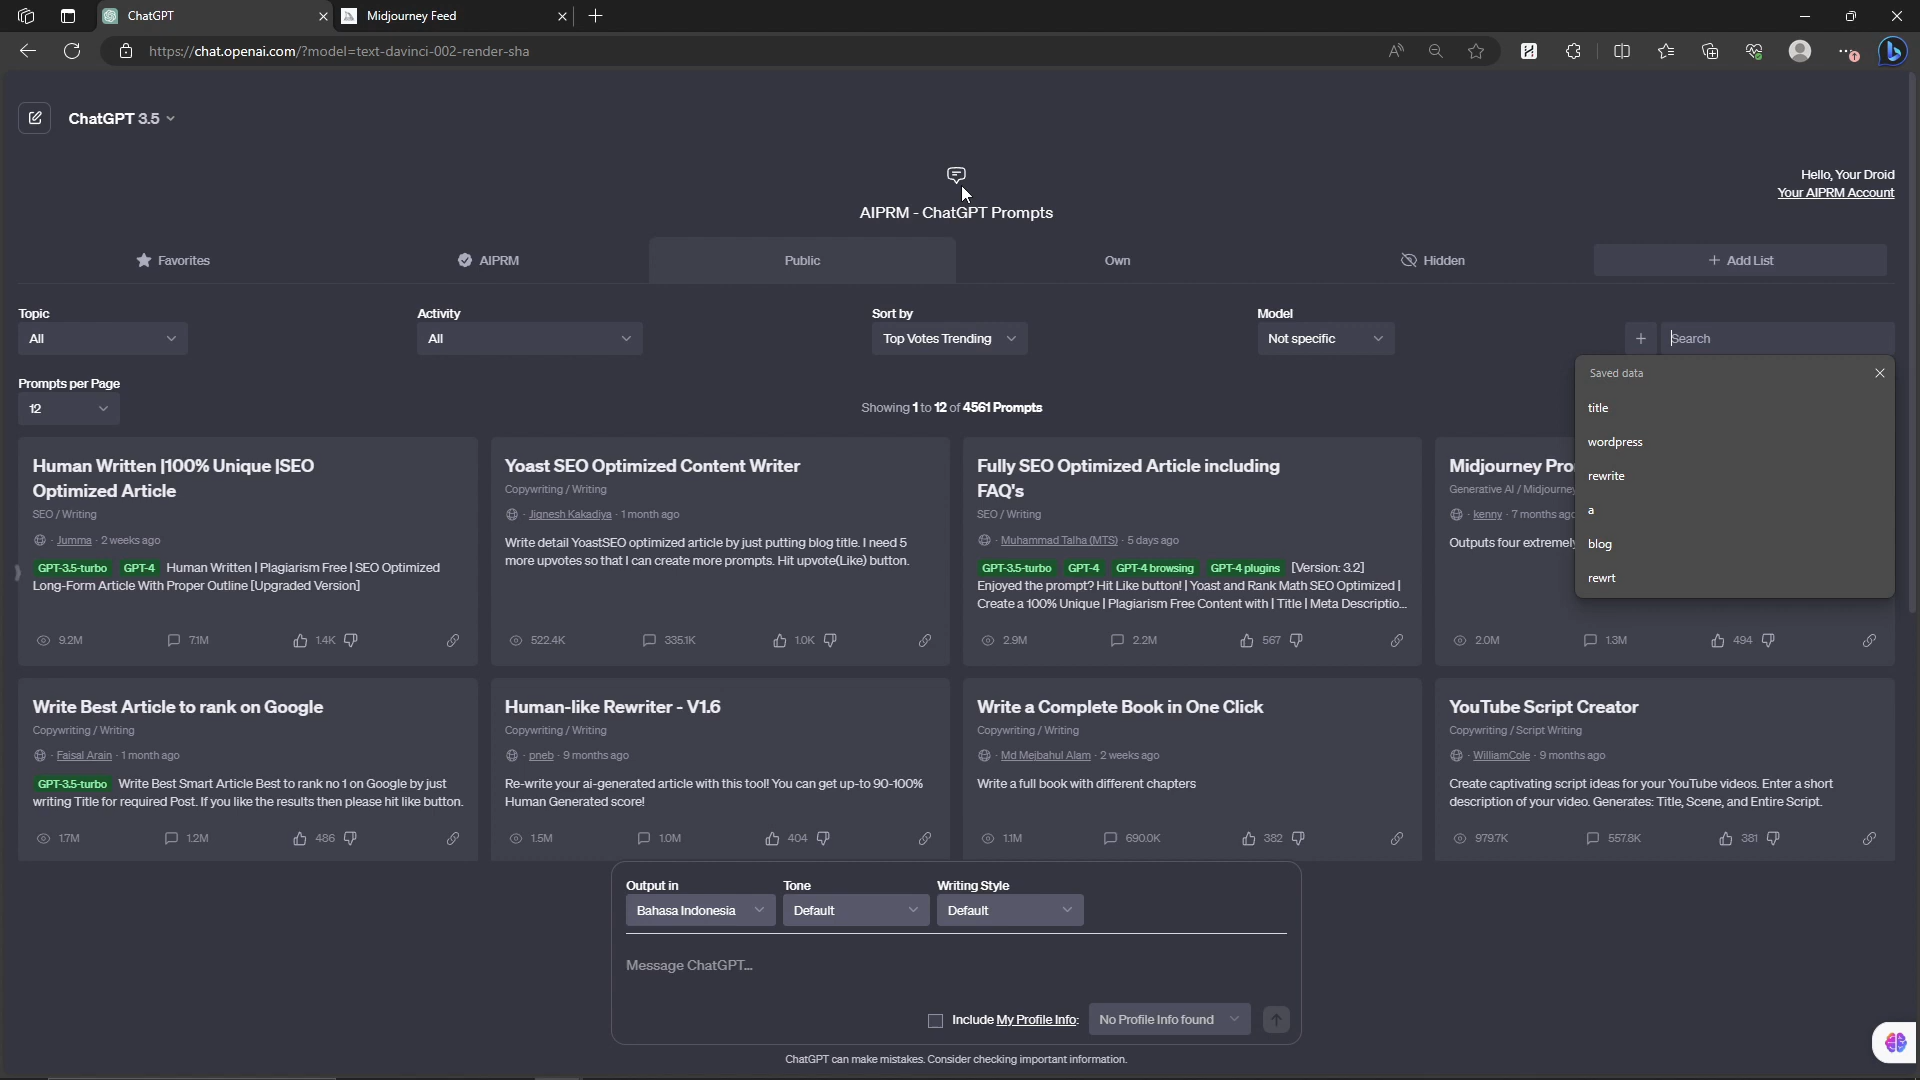 ChatGPT
Midjourney Feed
https://chat.openai.com/?model=text-davinci-002-render-sha
ChatGPT 3.5
Hello, Your Droid
Your AIPRM Account
AIPRM - ChatGPT Prompts
Favorites
AIPRM
Public
Own
Hidden
+ Add List
Topic
Activity
Sort by
Model
All
All
Top Votes Trending
Not specific
+
Search
Prompts per Page
12
Showing 1 to 12 of 4561 Prompts
Saved data
title
wordpress
rewrite
a
blog
rewrt
Human Written |100% Unique |SEO
Optimized Article
SEO / Writing
· Jumma · 2 weeks ago
GPT-3.5-turbo GPT-4 Human Written | Plagiarism Free | SEO Optimized
Long-Form Article With Proper Outline [Upgraded Version]
9.2M 7.1M 1.4K
Yoast SEO Optimized Content Writer
Copywriting / Writing
· Jignesh Kakadiya · 1 month ago
Write detail YoastSEO optimized article by just putting blog title. I need 5
more upvotes so that I can create more prompts. Hit upvote(Like) button.
522.4K 335.1K 1.0K
Fully SEO Optimized Article including
FAQ's
SEO / Writing
· Muhammad Talha (MTS) · 5 days ago
GPT-3.5-turbo GPT-4 GPT-4 browsing GPT-4 plugins [Version: 3.2]
Enjoyed the prompt? Hit Like button! | Yoast and Rank Math SEO Optimized |
Create a 100% Unique | Plagiarism Free Content with | Title | Meta Descriptio...
2.9M 2.2M 567
Midjourney Pro
Generative AI / Midjourney
· kenny · 7 months ago
Outputs four extremely
2.0M 1.3M 494
Write Best Article to rank on Google
Copywriting / Writing
· Faisal Arain · 1 month ago
GPT-3.5-turbo Write Best Smart Article Best to rank no 1 on Google by just
writing Title for required Post. If you like the results then please hit like button.
1.7M 1.2M 486
Human-like Rewriter - V1.6
Copywriting / Writing
· pneb · 9 months ago
Re-write your ai-generated article with this tool! You can get up-to 90-100%
Human Generated score!
1.5M 1.0M 404
Write a Complete Book in One Click
Copywriting / Writing
· Md Mejbahul Alam · 2 weeks ago
Write a full book with different chapters
1.1M 690.0K 382
YouTube Script Creator
Copywriting / Script Writing
· WilliamCole · 9 months ago
Create captivating script ideas for your YouTube videos. Enter a short
description of your video. Generates: Title, Scene, and Entire Script.
979.7K 557.8K 381
Output in
Tone
Writing Style
Bahasa Indonesia
Default
Default
Message ChatGPT...
Include My Profile Info:
No Profile Info found
ChatGPT can make mistakes. Consider checking important information.